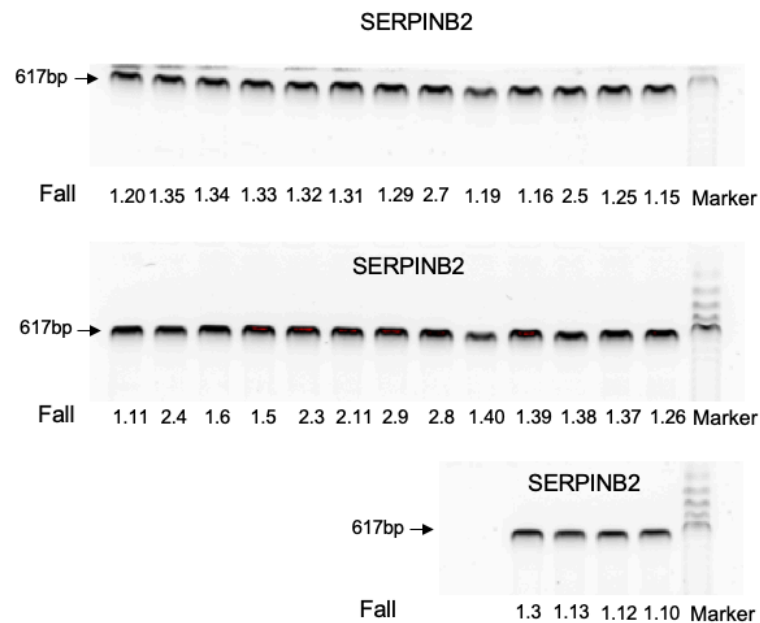 SERPINB2
617bp
Fall 1.20 1.35 1.34 1.33 1.32 1.31 1.29 2.7 1.19 1.16 2.5 1.25 1.15 Marker
SERPINB2
617bp
Fall 1.11 2.4 1.6 1.5 2.3 2.11 2.9 2.8 1.40 1.39 1.38 1.37 1.26 Marker
SERPINB2
617bp
Fall 1.3 1.13 1.12 1.10 Marker